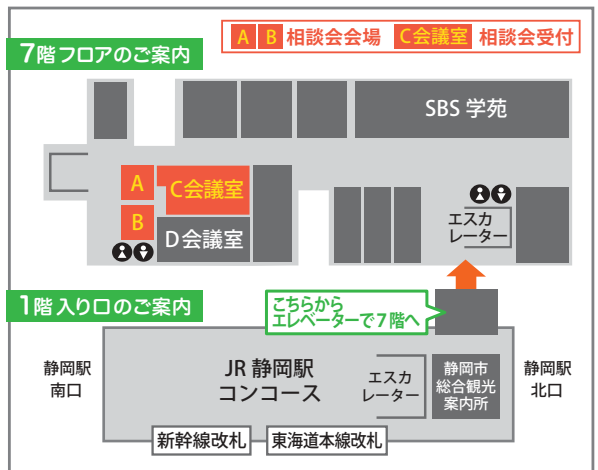 A B 相談会会場 C会議室 相談会受付
7階フロアのご案内
SBS 学苑
A
C会議室
B
D会議室
エスカ
レーター
1階入り口のご案内
こちらから
エレベーターで7階へ
静岡駅
南口
JR 静岡駅
コンコース
エスカ
レーター
静岡市
総合観光
案内所
静岡駅
北口
新幹線改札
東海道本線改札